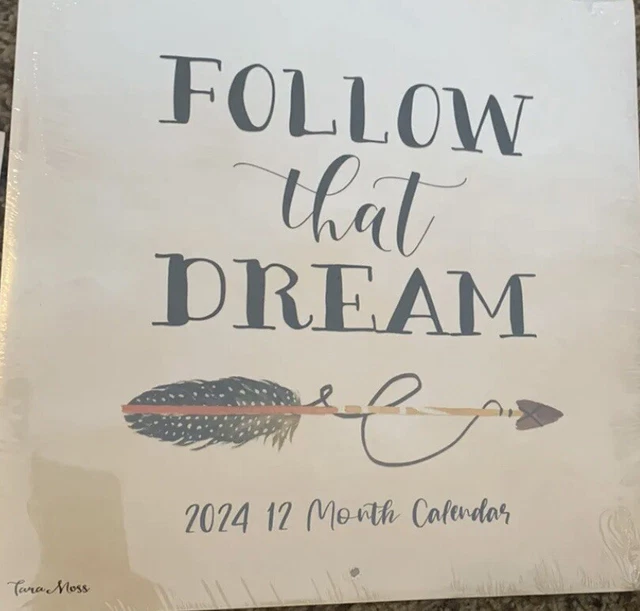 FOLLOW
that
DREAM
2024 12 Month Calendar
Tara Moss